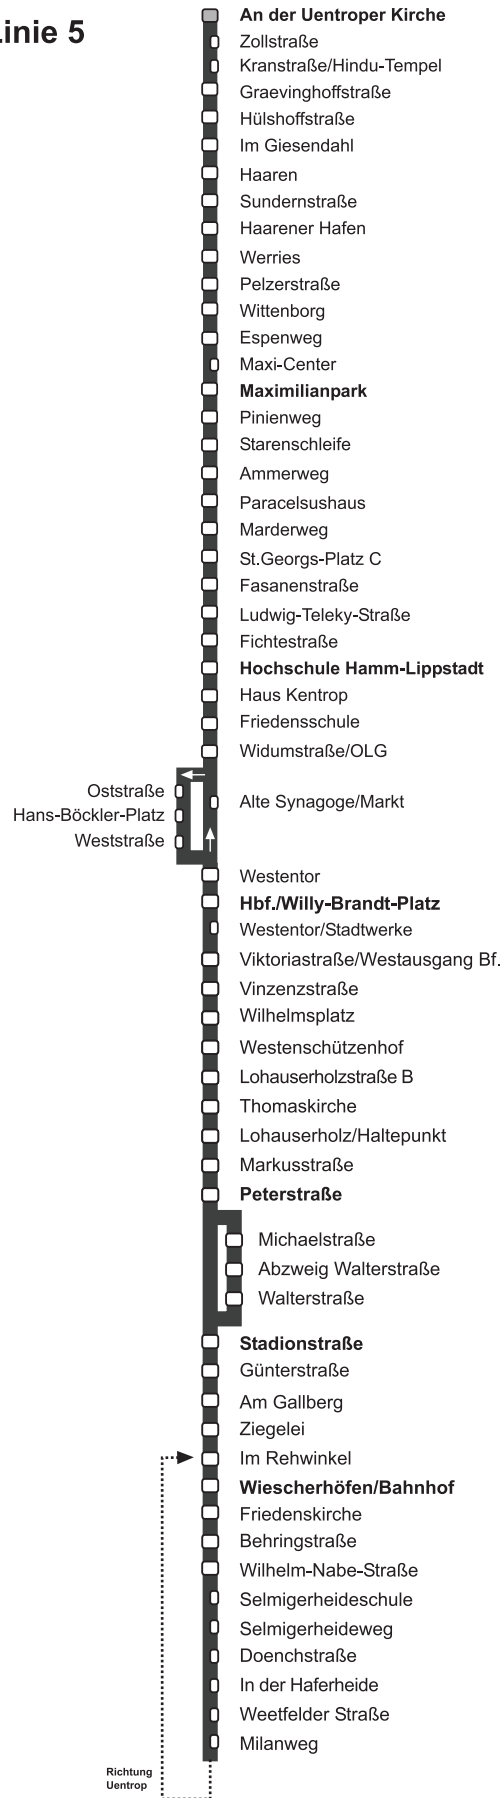 Linie 5
An der Uentroper Kirche
Zollstraße
Kranstraße/Hindu-Tempel
Graevinghoffstraße
Hülshoffstraße
Im Giesendahl
Haaren
Sundernstraße
Haarener Hafen
Werries
Pelzerstraße
Wittenborg
Espenweg
Maxi-Center
Maximilianpark
Pinienweg
Starenschleife
Ammerweg
Paracelsushaus
Marderweg
St.Georgs-Platz C
Fasanenstraße
Ludwig-Teleky-Straße
Fichtestraße
Hochschule Hamm-Lippstadt
Haus Kentrop
Friedensschule
Widumstraße/OLG
Oststraße
Hans-Böckler-Platz
Weststraße
Alte Synagoge/Markt
Westentor
Hbf./Willy-Brandt-Platz
Westentor/Stadtwerke
Viktoriastraße/Westausgang Bf.
Vinzenzstraße
Wilhelmsplatz
Westenschützenhof
Lohauserholzstraße B
Thomaskirche
Lohauserholz/Haltepunkt
Markusstraße
Peterstraße
Michaelstraße
Abzweig Walterstraße
Walterstraße
Stadionstraße
Günterstraße
Am Gallberg
Ziegelei
Im Rehwinkel
Wiescherhöfen/Bahnhof
Friedenskirche
Behringstraße
Wilhelm-Nabe-Straße
Selmigerheideschule
Selmigerheideweg
Doenchstraße
In der Haferheide
Weetfelder Straße
Milanweg
Richtung
Uentrop